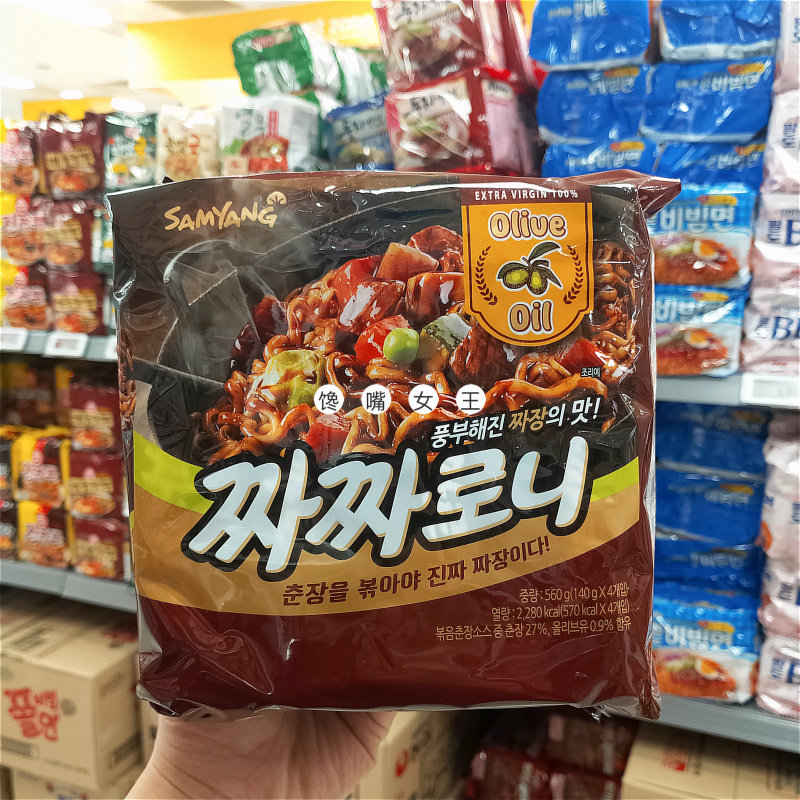 SAMYANG
EXTRA VIRGIN 100%
Olive
Oil
조리예
馋嘴女王
풍부해진 짜장의 맛!
짜짜로니
춘장을 볶아야 진짜 짜장이다!
중량 : 560 g(140 g X 4개입)
열량 : 2,280 kcal(570 kcal X 4개입)
볶음춘장소스 중 춘장 27%, 올리브유 0.9% 함유
비빔면